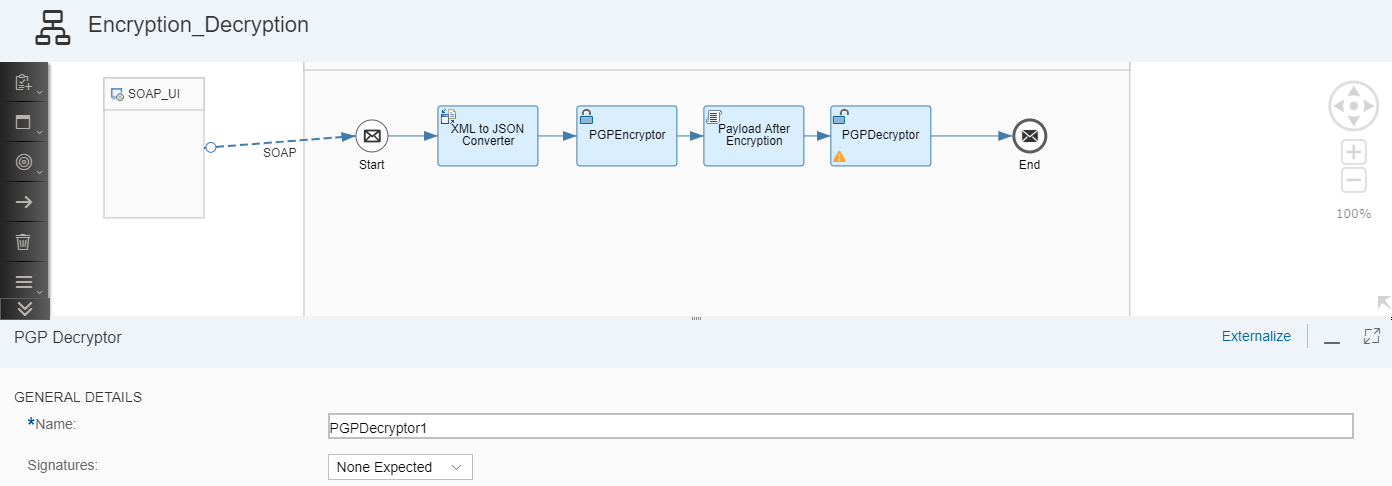 Encryption_Decryption
SOAP_UI
SOAP
Start
XML to JSON
Converter
PGPEncryptor
Payload After
Encryption
PGPDecryptor
End
100%
PGP Decryptor
Externalize
GENERAL DETAILS
*Name:
PGPDecryptor1
Signatures:
None Expected